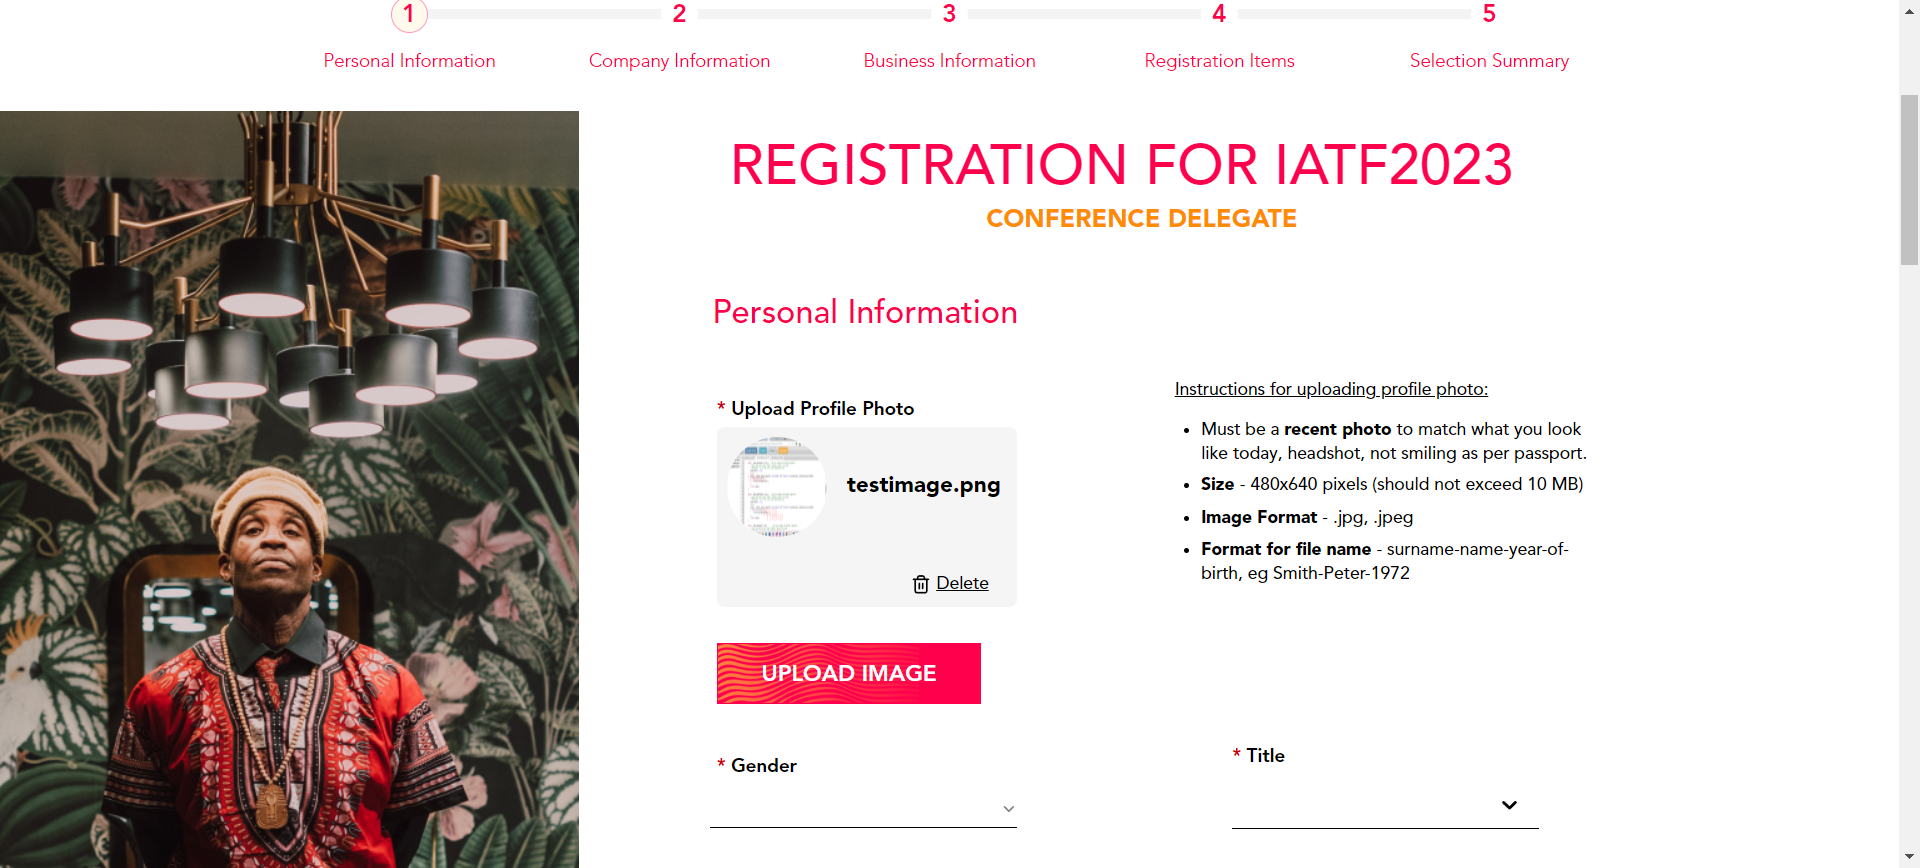 1
2
3
4
5
Personal Information
Company Information
Business Information
Registration Items
Selection Summary
REGISTRATION FOR IATF2023
CONFERENCE DELEGATE
Personal Information
* Upload Profile Photo
testimage.png
Delete
UPLOAD IMAGE
Instructions for uploading profile photo:
• Must be a recent photo to match what you look
like today, headshot, not smiling as per passport.
• Size - 480x640 pixels (should not exceed 10 MB)
• Image Format - .jpg, .jpeg
• Format for file name - surname-name-year-of-
birth, eg Smith-Peter-1972
* Gender
* Title